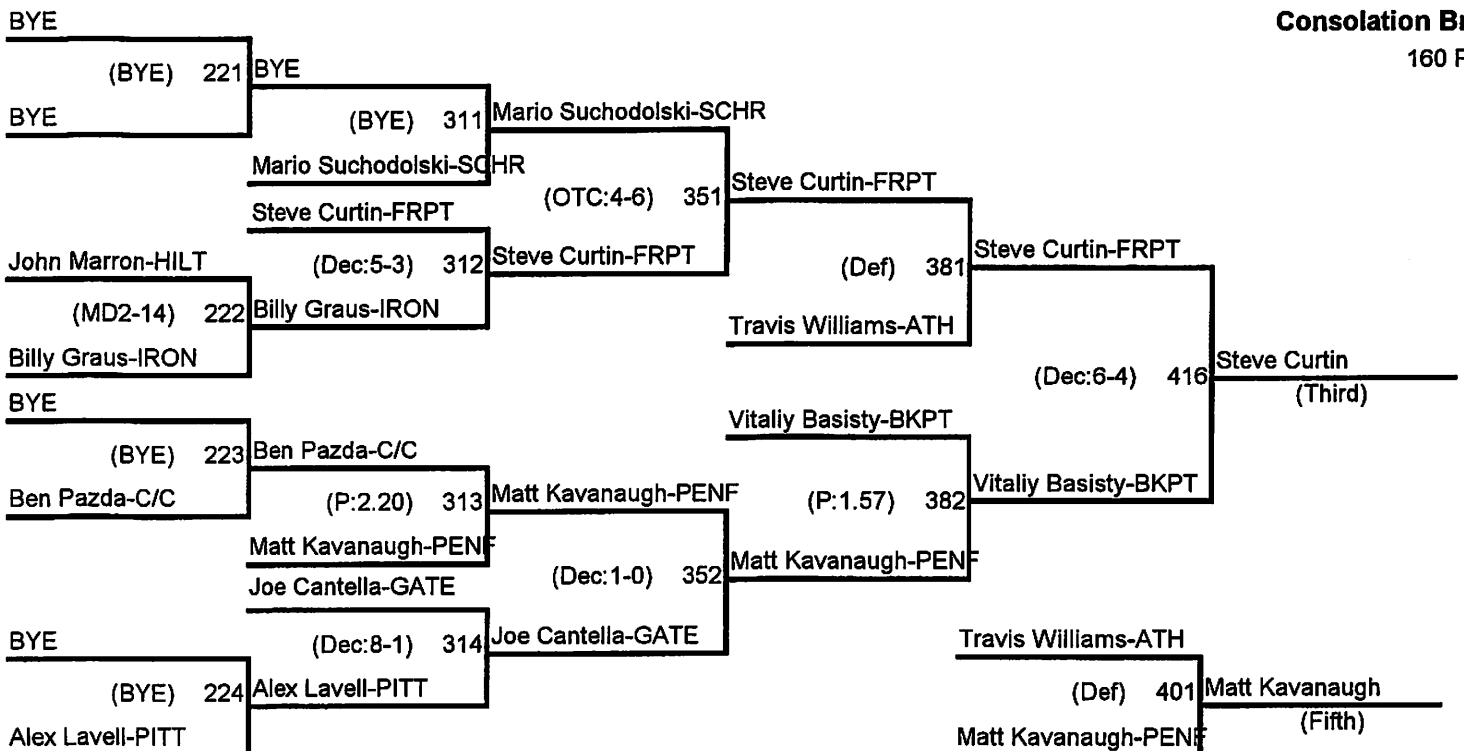 Consolation Br
160 P
BYE
(BYE) 221
BYE
BYE
(BYE) 311
Mario Suchodolski-SCHR
Mario Suchodolski-SCHR
(OTC:4-6) 351
Steve Curtin-FRPT
Steve Curtin-FRPT
(Dec:5-3) 312
Steve Curtin-FRPT
John Marron-HILT
(MD2-14) 222
Billy Graus-IRON
Billy Graus-IRON
(Def) 381
Steve Curtin-FRPT
Travis Williams-ATH
(Dec:6-4) 416
Steve Curtin
(Third)
BYE
(BYE) 223
Ben Pazda-C/C
Ben Pazda-C/C
(P:2.20) 313
Matt Kavanaugh-PENF
Matt Kavanaugh-PENF
Vitaliy Basisty-BKPT
(P:1.57) 382
Vitaliy Basisty-BKPT
(Dec:1-0) 352
Matt Kavanaugh-PENF
Joe Cantella-GATE
(Dec:8-1) 314
Joe Cantella-GATE
BYE
(BYE) 224
Alex Lavell-PITT
Alex Lavell-PITT
Travis Williams-ATH
(Def) 401
Matt Kavanaugh
(Fifth)
Matt Kavanaugh-PENF